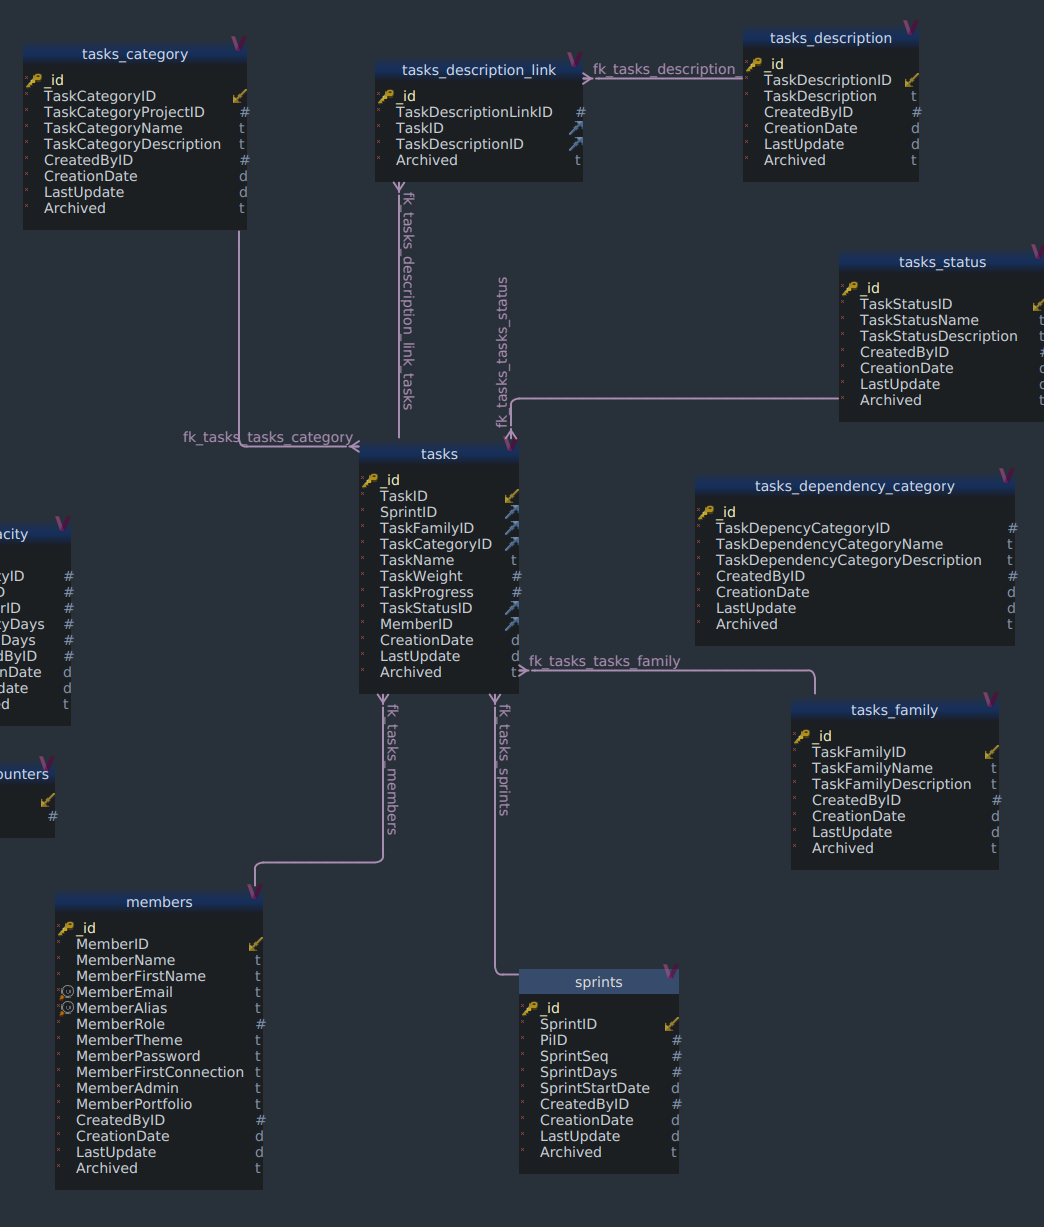 tasks_category
_id
TaskCategoryID
TaskCategoryProjectID #
TaskCategoryName t
TaskCategoryDescription t
CreatedByID #
CreationDate d
LastUpdate d
Archived t
tasks_description_link
_id
TaskDescriptionLinkID #
TaskID
TaskDescriptionID
Archived t
fk_tasks_description_
tasks_description
_id
TaskDescriptionID
TaskDescription t
CreatedByID #
CreationDate d
LastUpdate d
Archived t
fk_tasks_description_link_tasks
fk_tasks_tasks_status
tasks_status
_id
TaskStatusID
TaskStatusName t
TaskStatusDescription t
CreatedByID #
CreationDate d
LastUpdate d
Archived t
fk_tasks_tasks_category
tasks
_id
TaskID
SprintID
TaskFamilyID
TaskCategoryID
TaskName t
TaskWeight #
TaskProgress #
TaskStatusID
MemberID
CreationDate d
LastUpdate d
Archived t
tasks_dependency_category
_id
TaskDepencyCategoryID #
TaskDependencyCategoryName t
TaskDependencyCategoryDescription t
CreatedByID #
CreationDate d
LastUpdate d
Archived t
acity
tyID #
D #
rID #
tyDays #
Days #
dByID #
nDate d
date d
d t
ounters
#
fk_tasks_tasks_family
tasks_family
_id
TaskFamilyID
TaskFamilyName t
TaskFamilyDescription t
CreatedByID #
CreationDate d
LastUpdate d
Archived t
fk_tasks_members
fk_tasks_sprints
members
_id
MemberID
MemberName t
MemberFirstName t
MemberEmail t
MemberAlias t
MemberRole #
MemberTheme t
MemberPassword t
MemberFirstConnection t
MemberAdmin t
MemberPortfolio t
CreatedByID #
CreationDate d
LastUpdate d
Archived t
sprints
_id
SprintID
PiID #
SprintSeq #
SprintDays #
SprintStartDate d
CreatedByID #
CreationDate d
LastUpdate d
Archived t